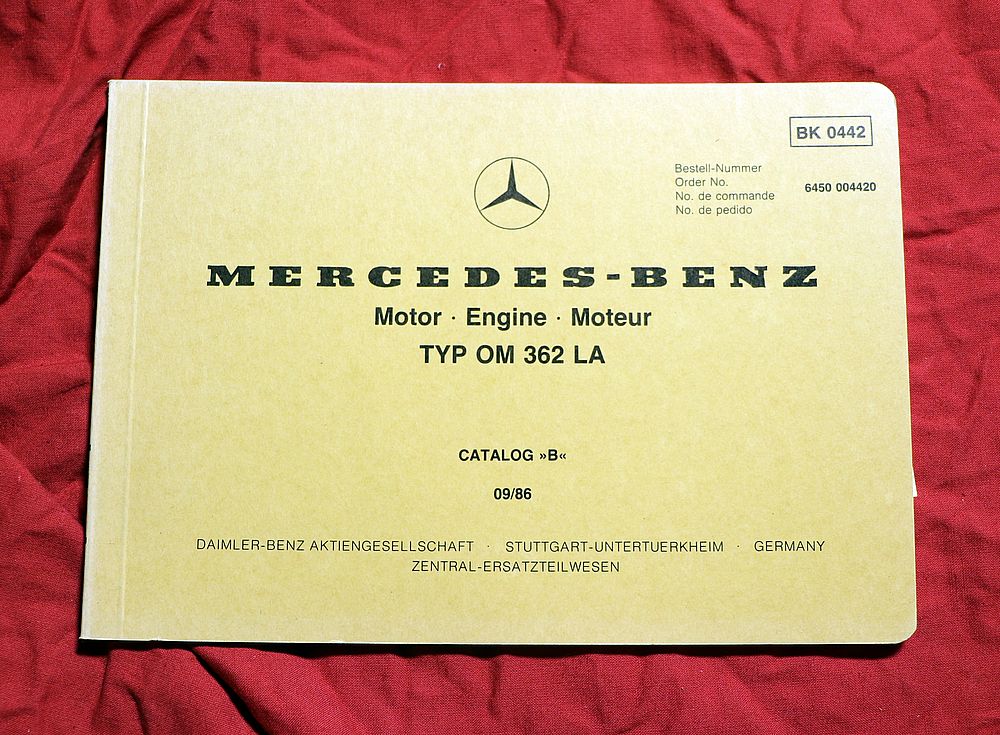 BK 0442
Bestell-Nummer
Order No.
No. de commande
No. de pedido
6450 004420
MERCEDES-BENZ
Motor · Engine · Moteur
TYP OM 362 LA
CATALOG »B«
09/86
DAIMLER-BENZ AKTIENGESELLSCHAFT · STUTTGART-UNTERTUERKHEIM · GERMANY
ZENTRAL-ERSATZTEILWESEN